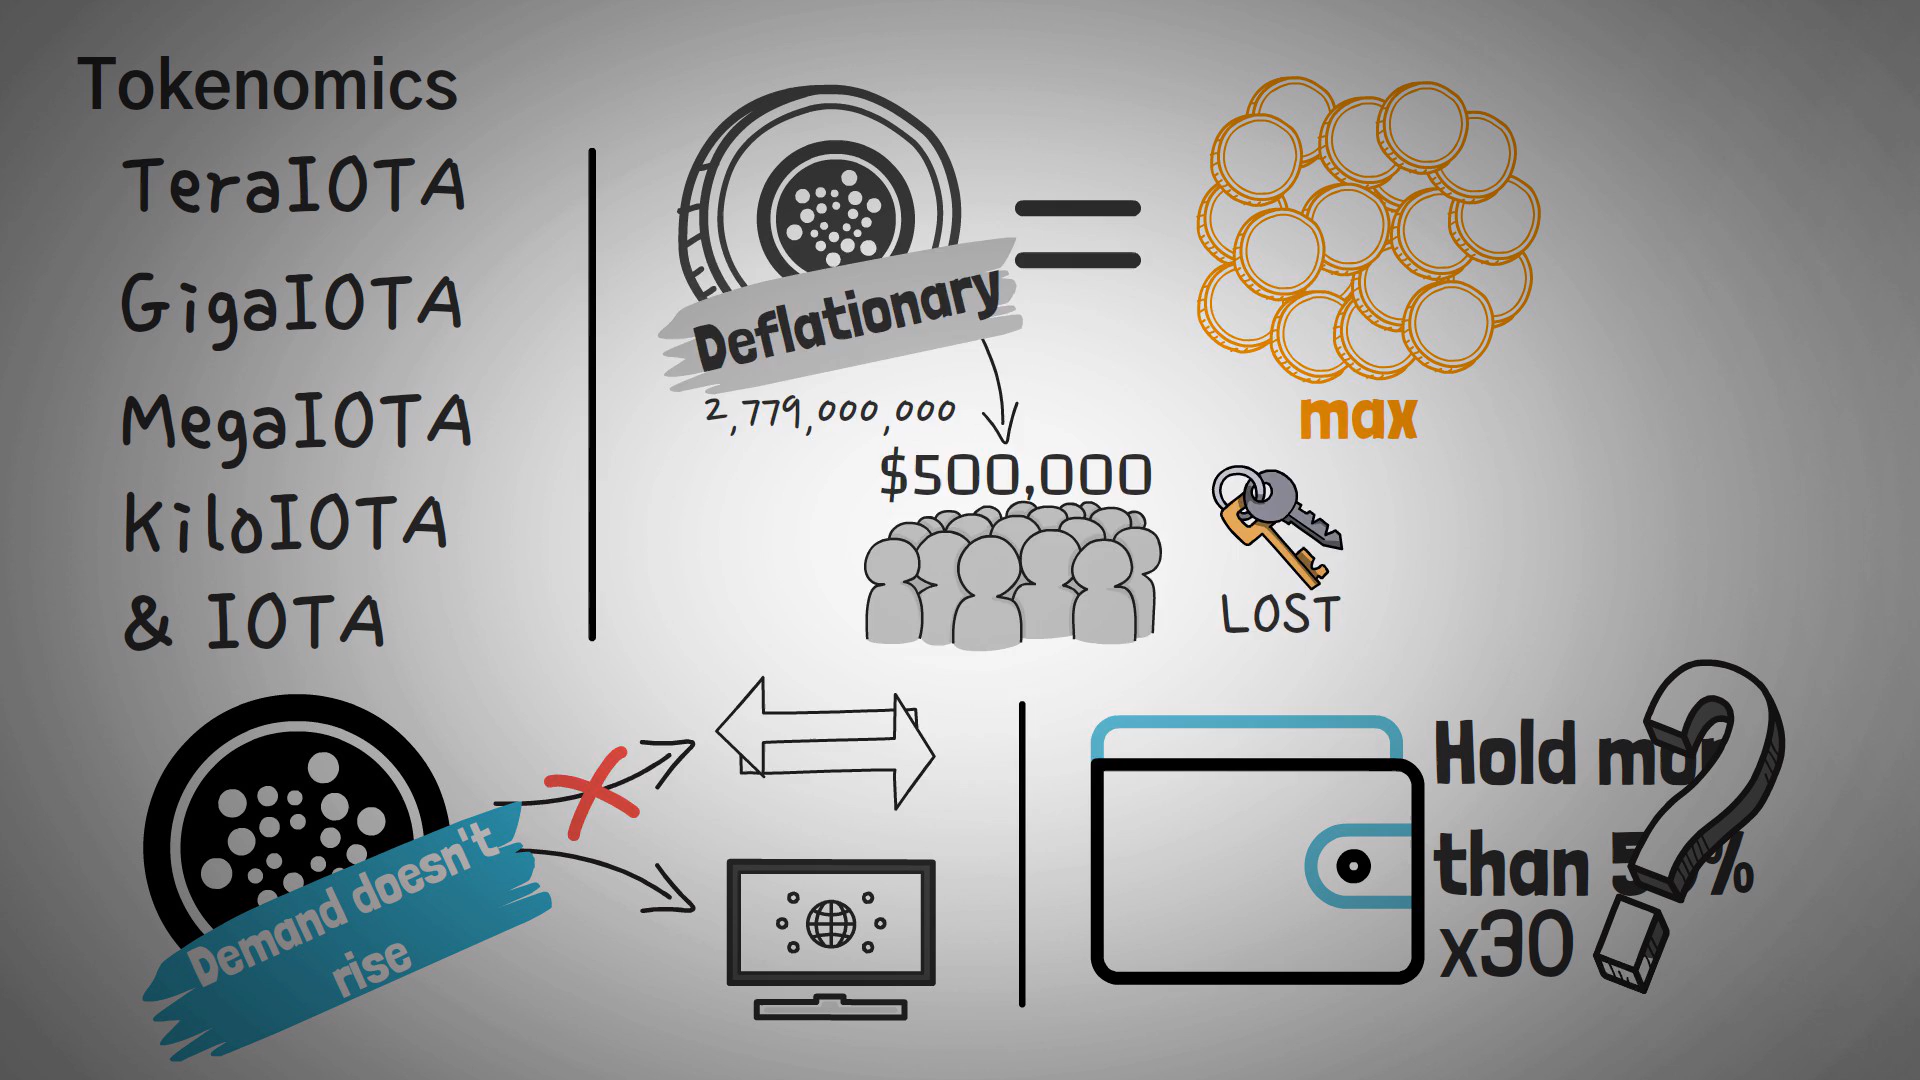 Tokenomics
TeraIOTA
GigaIOTA
MegaIOTA
KiloIOTA
& IOTA
Deflationary
2,779,000,000
$500,000
max
LOST
Demand doesn't
rise
Hold
than
x30